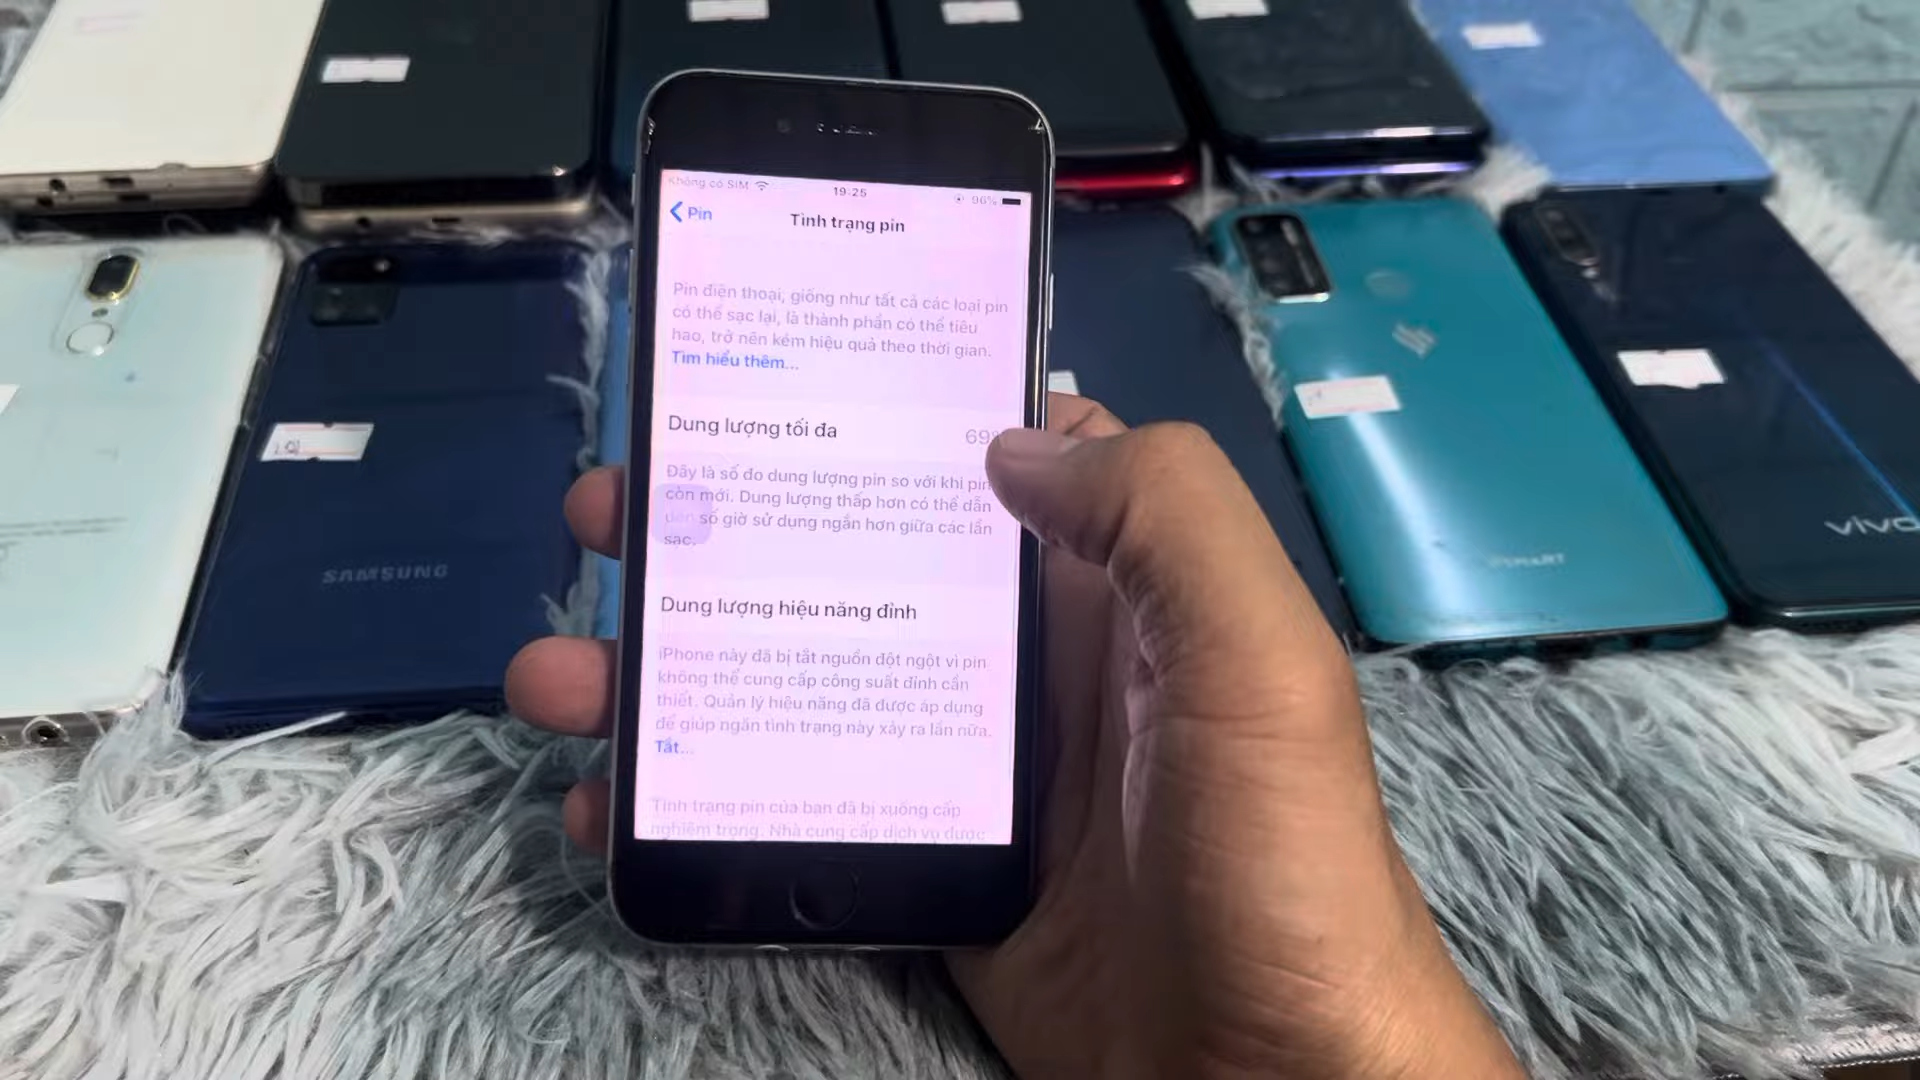 Không có SIM
19:25
96%
Pin
Tình trạng pin
Pin điện thoại, giống như tất cả các loại pin
có thể sạc lại, là thành phần có thể tiêu
hao, trở nên kém hiệu quả theo thời gian.
Tìm hiểu thêm...
Dung lượng tối đa
69
Đây là số đo dung lượng pin so với khi pin
còn mới. Dung lượng thấp hơn có thể dẫn
đến số giờ sử dụng ngắn hơn giữa các lần
sạc.
Dung lượng hiệu năng đỉnh
iPhone này đã bị tắt nguồn đột ngột vì pin
không thể cung cấp công suất đỉnh cần
thiết. Quản lý hiệu năng đã được áp dụng
để giúp ngăn tình trạng này xảy ra lần nữa.
Tắt...
Tình trạng pin của bạn đã bị xuống cấp
nghiêm trọng. Nhà cung cấp dịch vụ được
SAMSUNG
VSMART
vivo